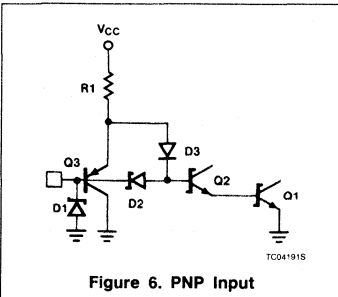 VCC
R1
D3
Q3
Q2
Q1
D1
D2
TC04191S
Figure 6. PNP Input